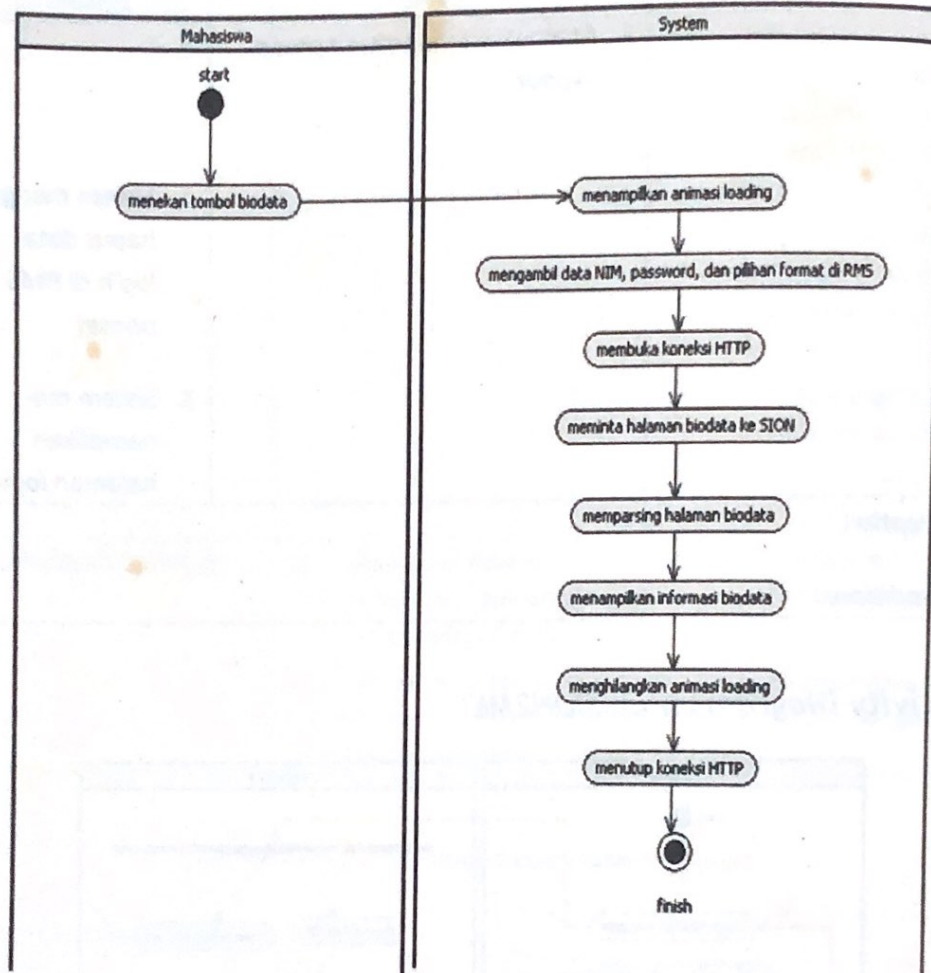 Mahasiswa
System
start
menekan tombol biodata
menampilkan animasi loading
mengambil data NIM, password, dan pilihan format di RMS
membuka koneksi HTTP
meminta halaman biodata ke SION
memparsing halaman biodata
menampilkan informasi biodata
menghilangkan animasi loading
menutup koneksi HTTP
finish